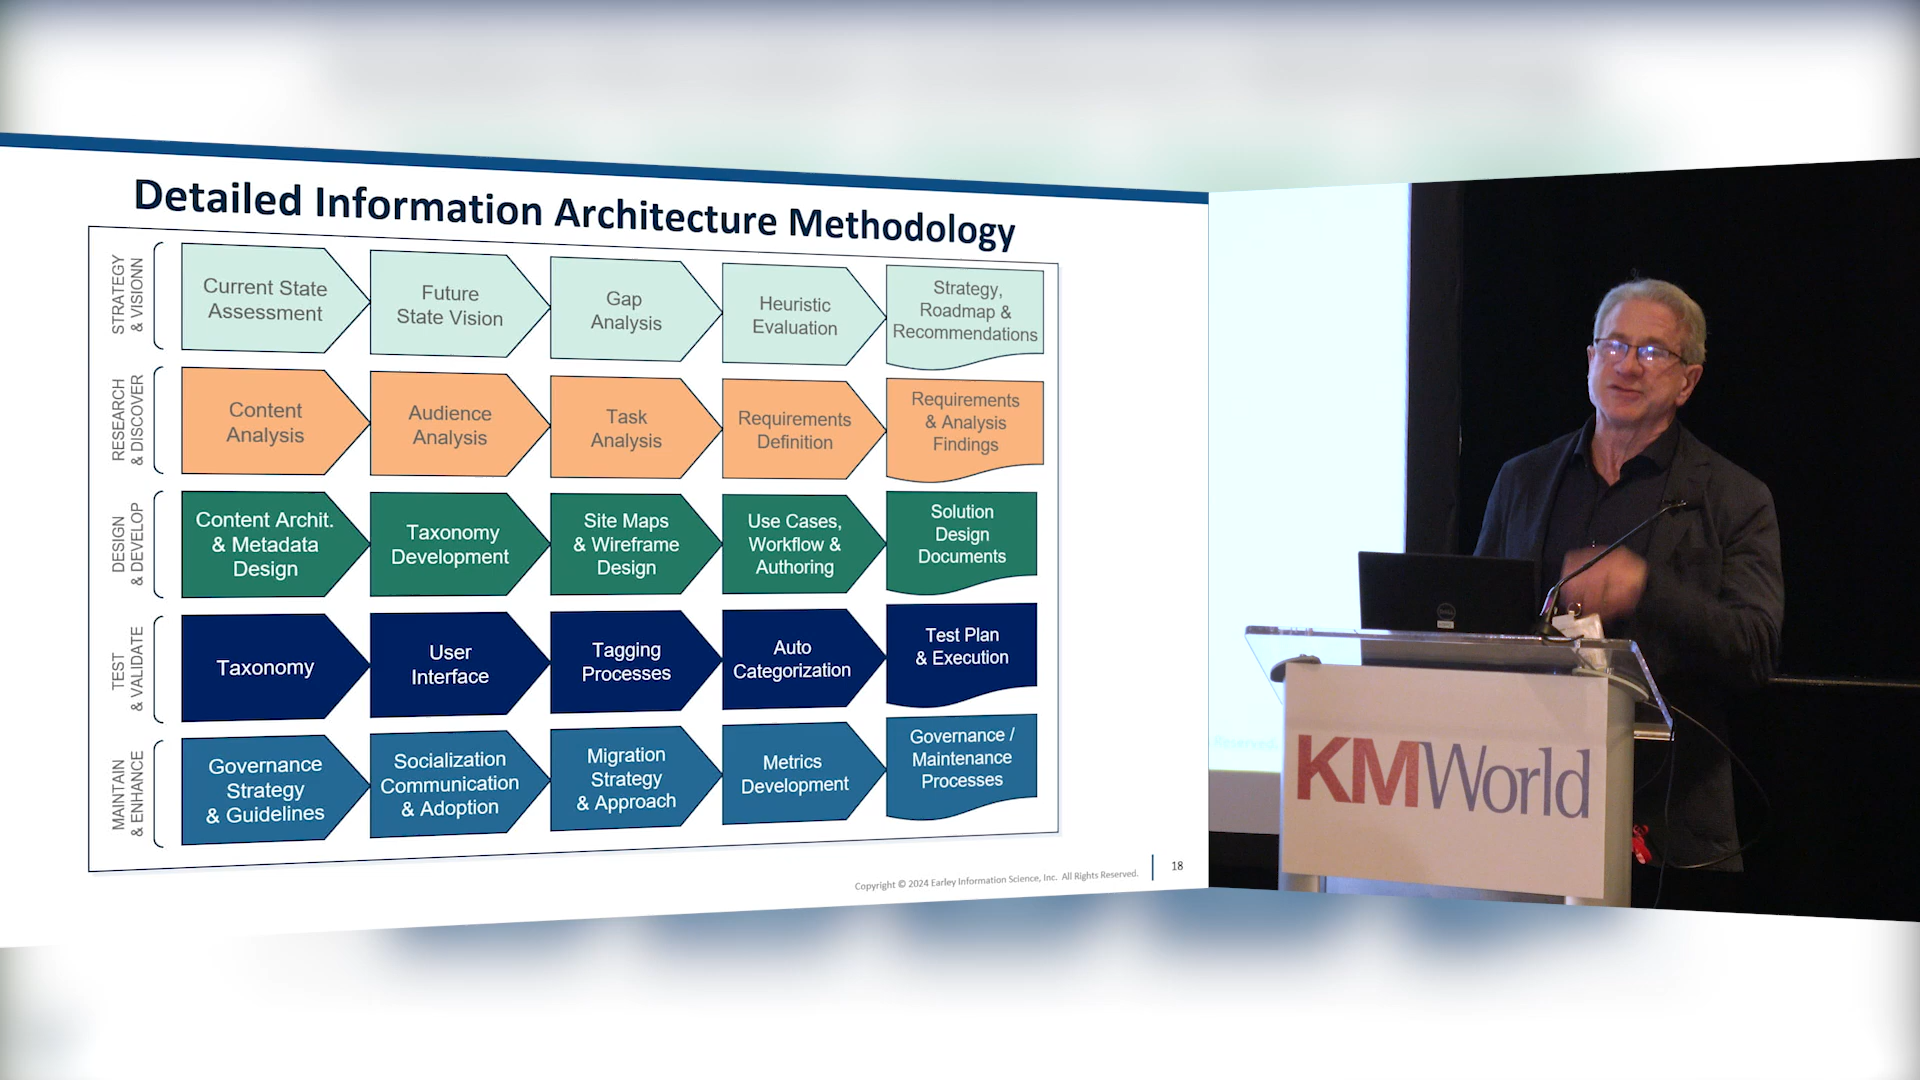 Detailed Information Architecture Methodology
STRATEGY
& VISIONN
Current State
Assessment
Future
State Vision
Gap
Analysis
Heuristic
Evaluation
Strategy,
Roadmap &
Recommendations
RESEARCH
& DISCOVER
Content
Analysis
Audience
Analysis
Task
Analysis
Requirements
Definition
Requirements
& Analysis
Findings
DESIGN
& DEVELOP
Content Archit.
& Metadata
Design
Taxonomy
Development
Site Maps
& Wireframe
Design
Use Cases,
Workflow &
Authoring
Solution
Design
Documents
TEST
& VALIDATE
Taxonomy
User
Interface
Tagging
Processes
Auto
Categorization
Test Plan
& Execution
MAINTAIN
& ENHANCE
Governance
Strategy
& Guidelines
Socialization
Communication
& Adoption
Migration
Strategy
& Approach
Metrics
Development
Governance /
Maintenance
Processes
Copyright © 2024 Earley Information Science, Inc. All Rights Reserved.
18
Reserved.
DELL
KMWorld